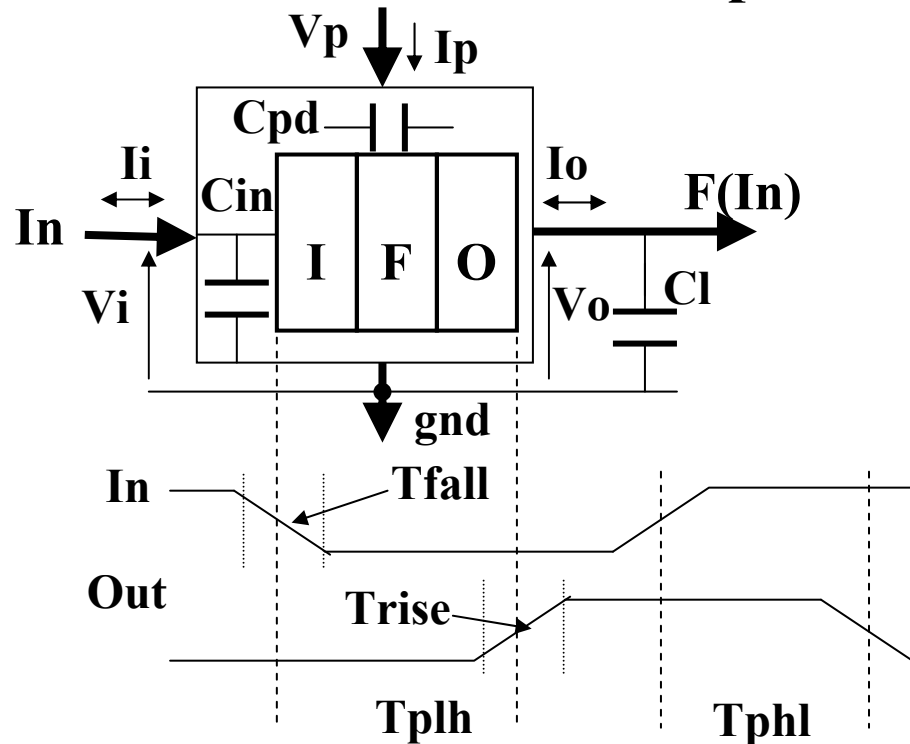 Vp
Ip
Cpd
Ii
Cin
Io
F(In)
In
I F O
Vi
Vo
Cl
gnd
In
Tfall
Out
Trise
Tplh
Tphl